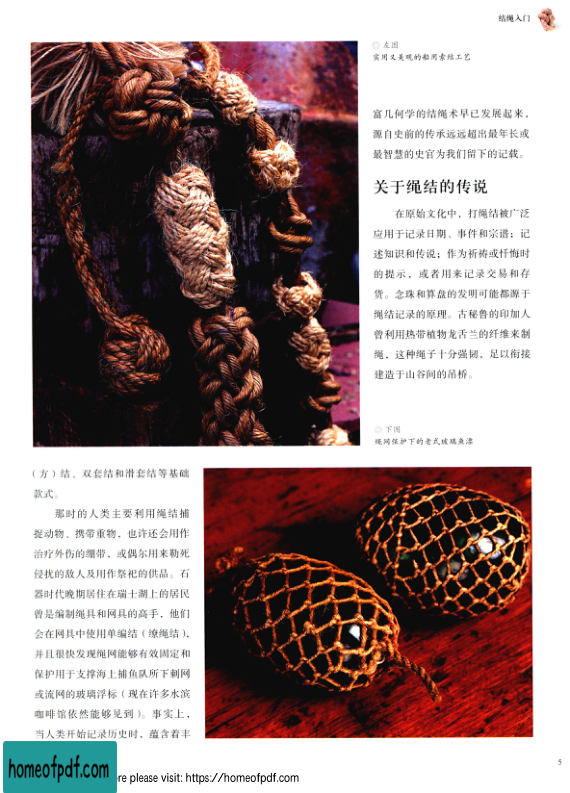 结绳入门
◎ 左图
实用又美观的船用索结工艺
（方）结、双套结和滑套结等基础
款式。
那时的人类主要利用绳结捕
捉动物、携带重物，也许还会用作
治疗外伤的绷带，或偶尔用来勒死
侵扰的敌人及用作祭祀的供品。石
器时代晚期居住在瑞士湖上的居民
曾是编制绳具和网具的高手，他们
会在网具中使用单编结（缭绳结），
并且很快发现绳网能够有效固定和
保护用于支撑海上捕鱼队所下刺网
或流网的玻璃浮标（现在许多水滨
咖啡馆依然能够见到）。事实上，
当人类开始记录历史时，蕴含着丰
富几何学的结绳术早已发展起来，
源自史前的传承远远超出最年长或
最智慧的史官为我们留下的记载。
关于绳结的传说
在原始文化中，打绳结被广泛
应用于记录日期、事件和宗谱；记
述知识和传说；作为祈祷或忏悔时
的提示，或者用来记录交易和存
货。念珠和算盘的发明可能都源于
绳结记录的原理。古秘鲁的印加人
曾利用热带植物龙舌兰的纤维来制
绳，这种绳子十分强韧，足以衔接
建造于山谷间的吊桥。
◎ 下图
绳网保护下的老式玻璃鱼漂
5
homeofpdf.com
re please visit: https://homeofpdf.com